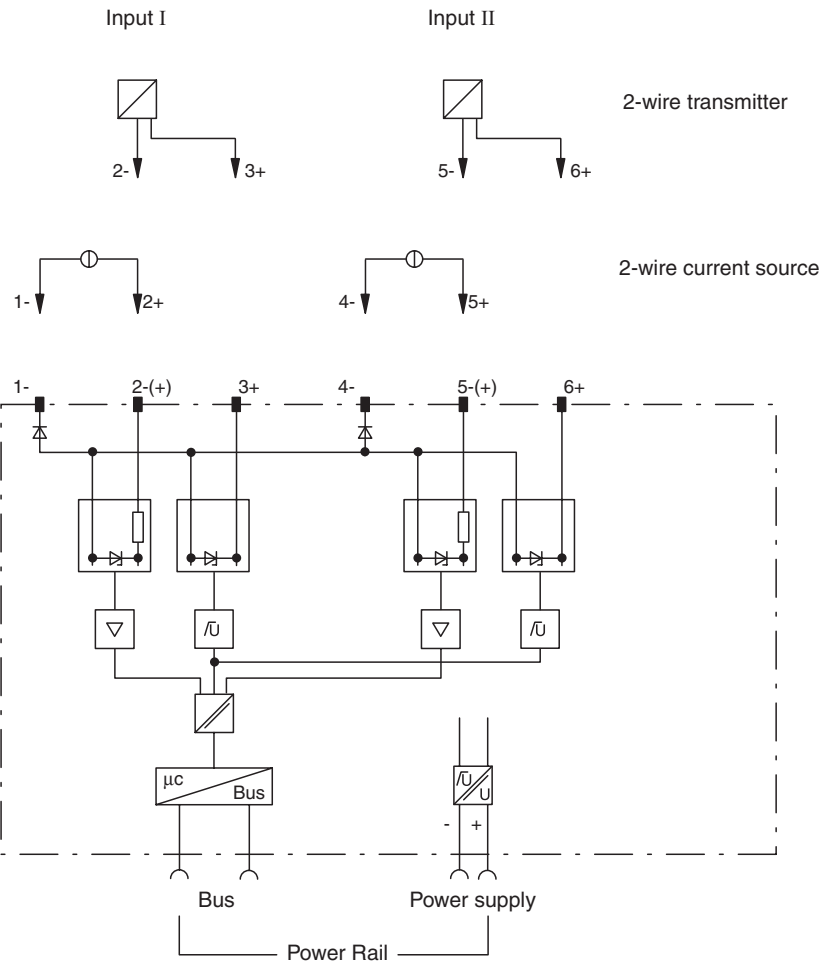 Input I Input II
2-wire transmitter
2- 3+ 5- 6+
2-wire current source
1- 2+ 4- 5+
1- 2-(+) 3+ 4- 5-(+) 6+
/U̅ /U̅
µc
Bus
/U̅
U
- +
Bus Power supply
Power Rail